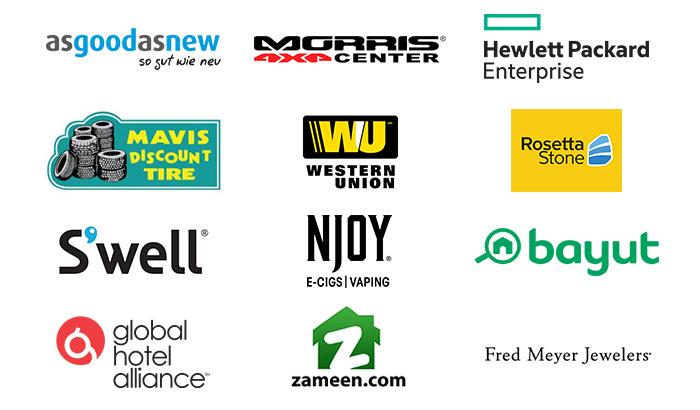 asgoodasnew
so gut wie neu
MORRIS®
4X4 CENTER
Hewlett Packard
Enterprise
MAVIS
DISCOUNT
TIRE
WU
WESTERN
UNION
Rosetta
Stone
S'well®
NJOY®
E-CIGS | VAPING
bayut
global
hotel
alliance℠
Z
zameen.com
Fred Meyer Jewelers